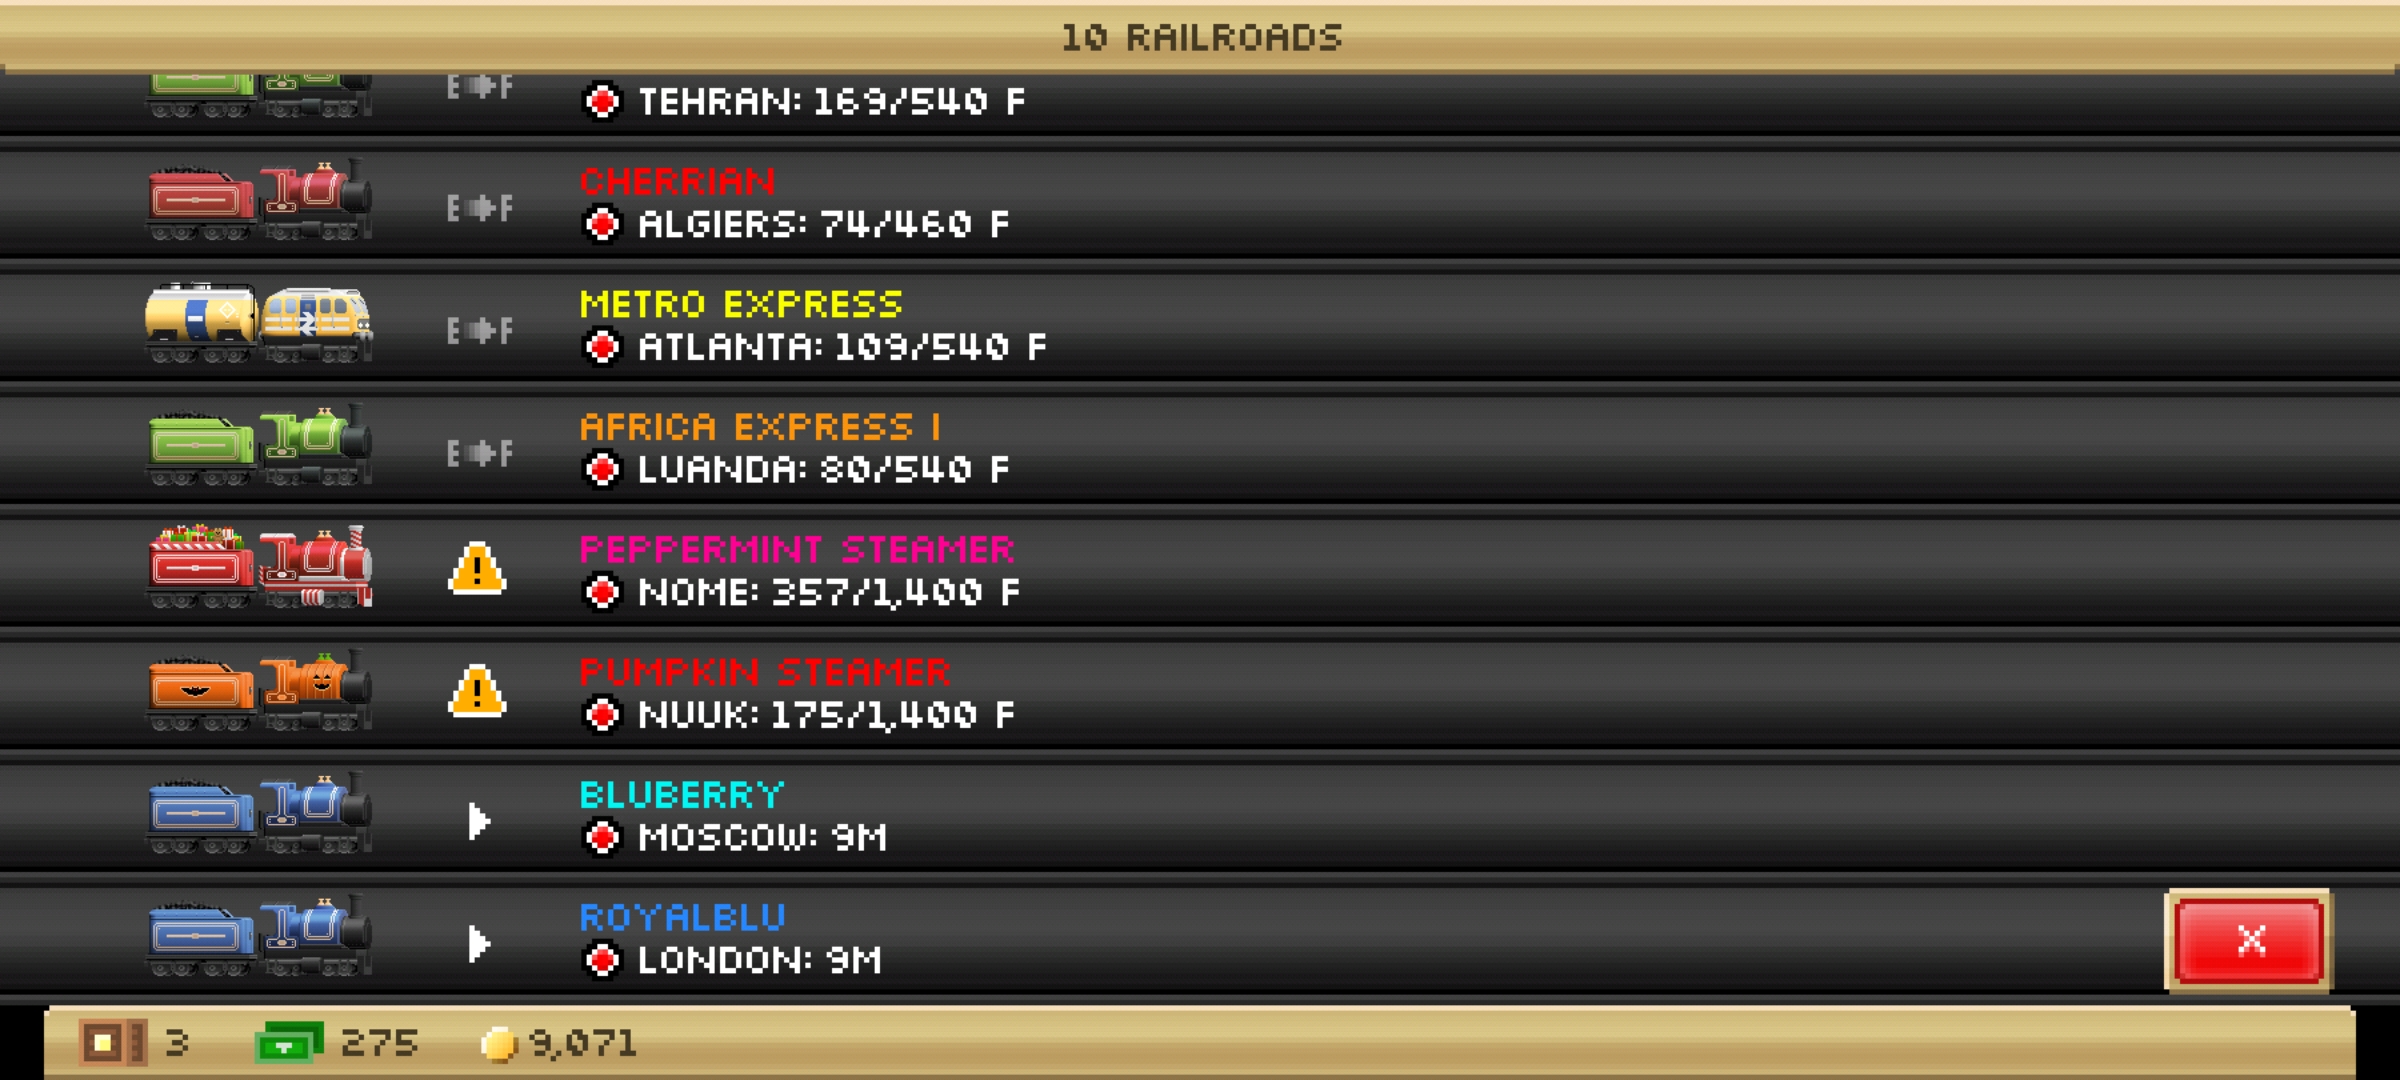 10 RAILROADS
E F
TEHRAN: 169/540 F
CHERRIAN
E F
ALGIERS: 74/460 F
METRO EXPRESS
E F
ATLANTA: 109/540 F
AFRICA EXPRESS I
E F
LUANDA: 80/540 F
PEPPERMINT STEAMER
!
NOME: 357/1,400 F
PUMPKIN STEAMER
!
NUUK: 175/1,400 F
BLUBERRY
MOSCOW: 9M
ROYALBLU
LONDON: 9M
X
3 275 9,071